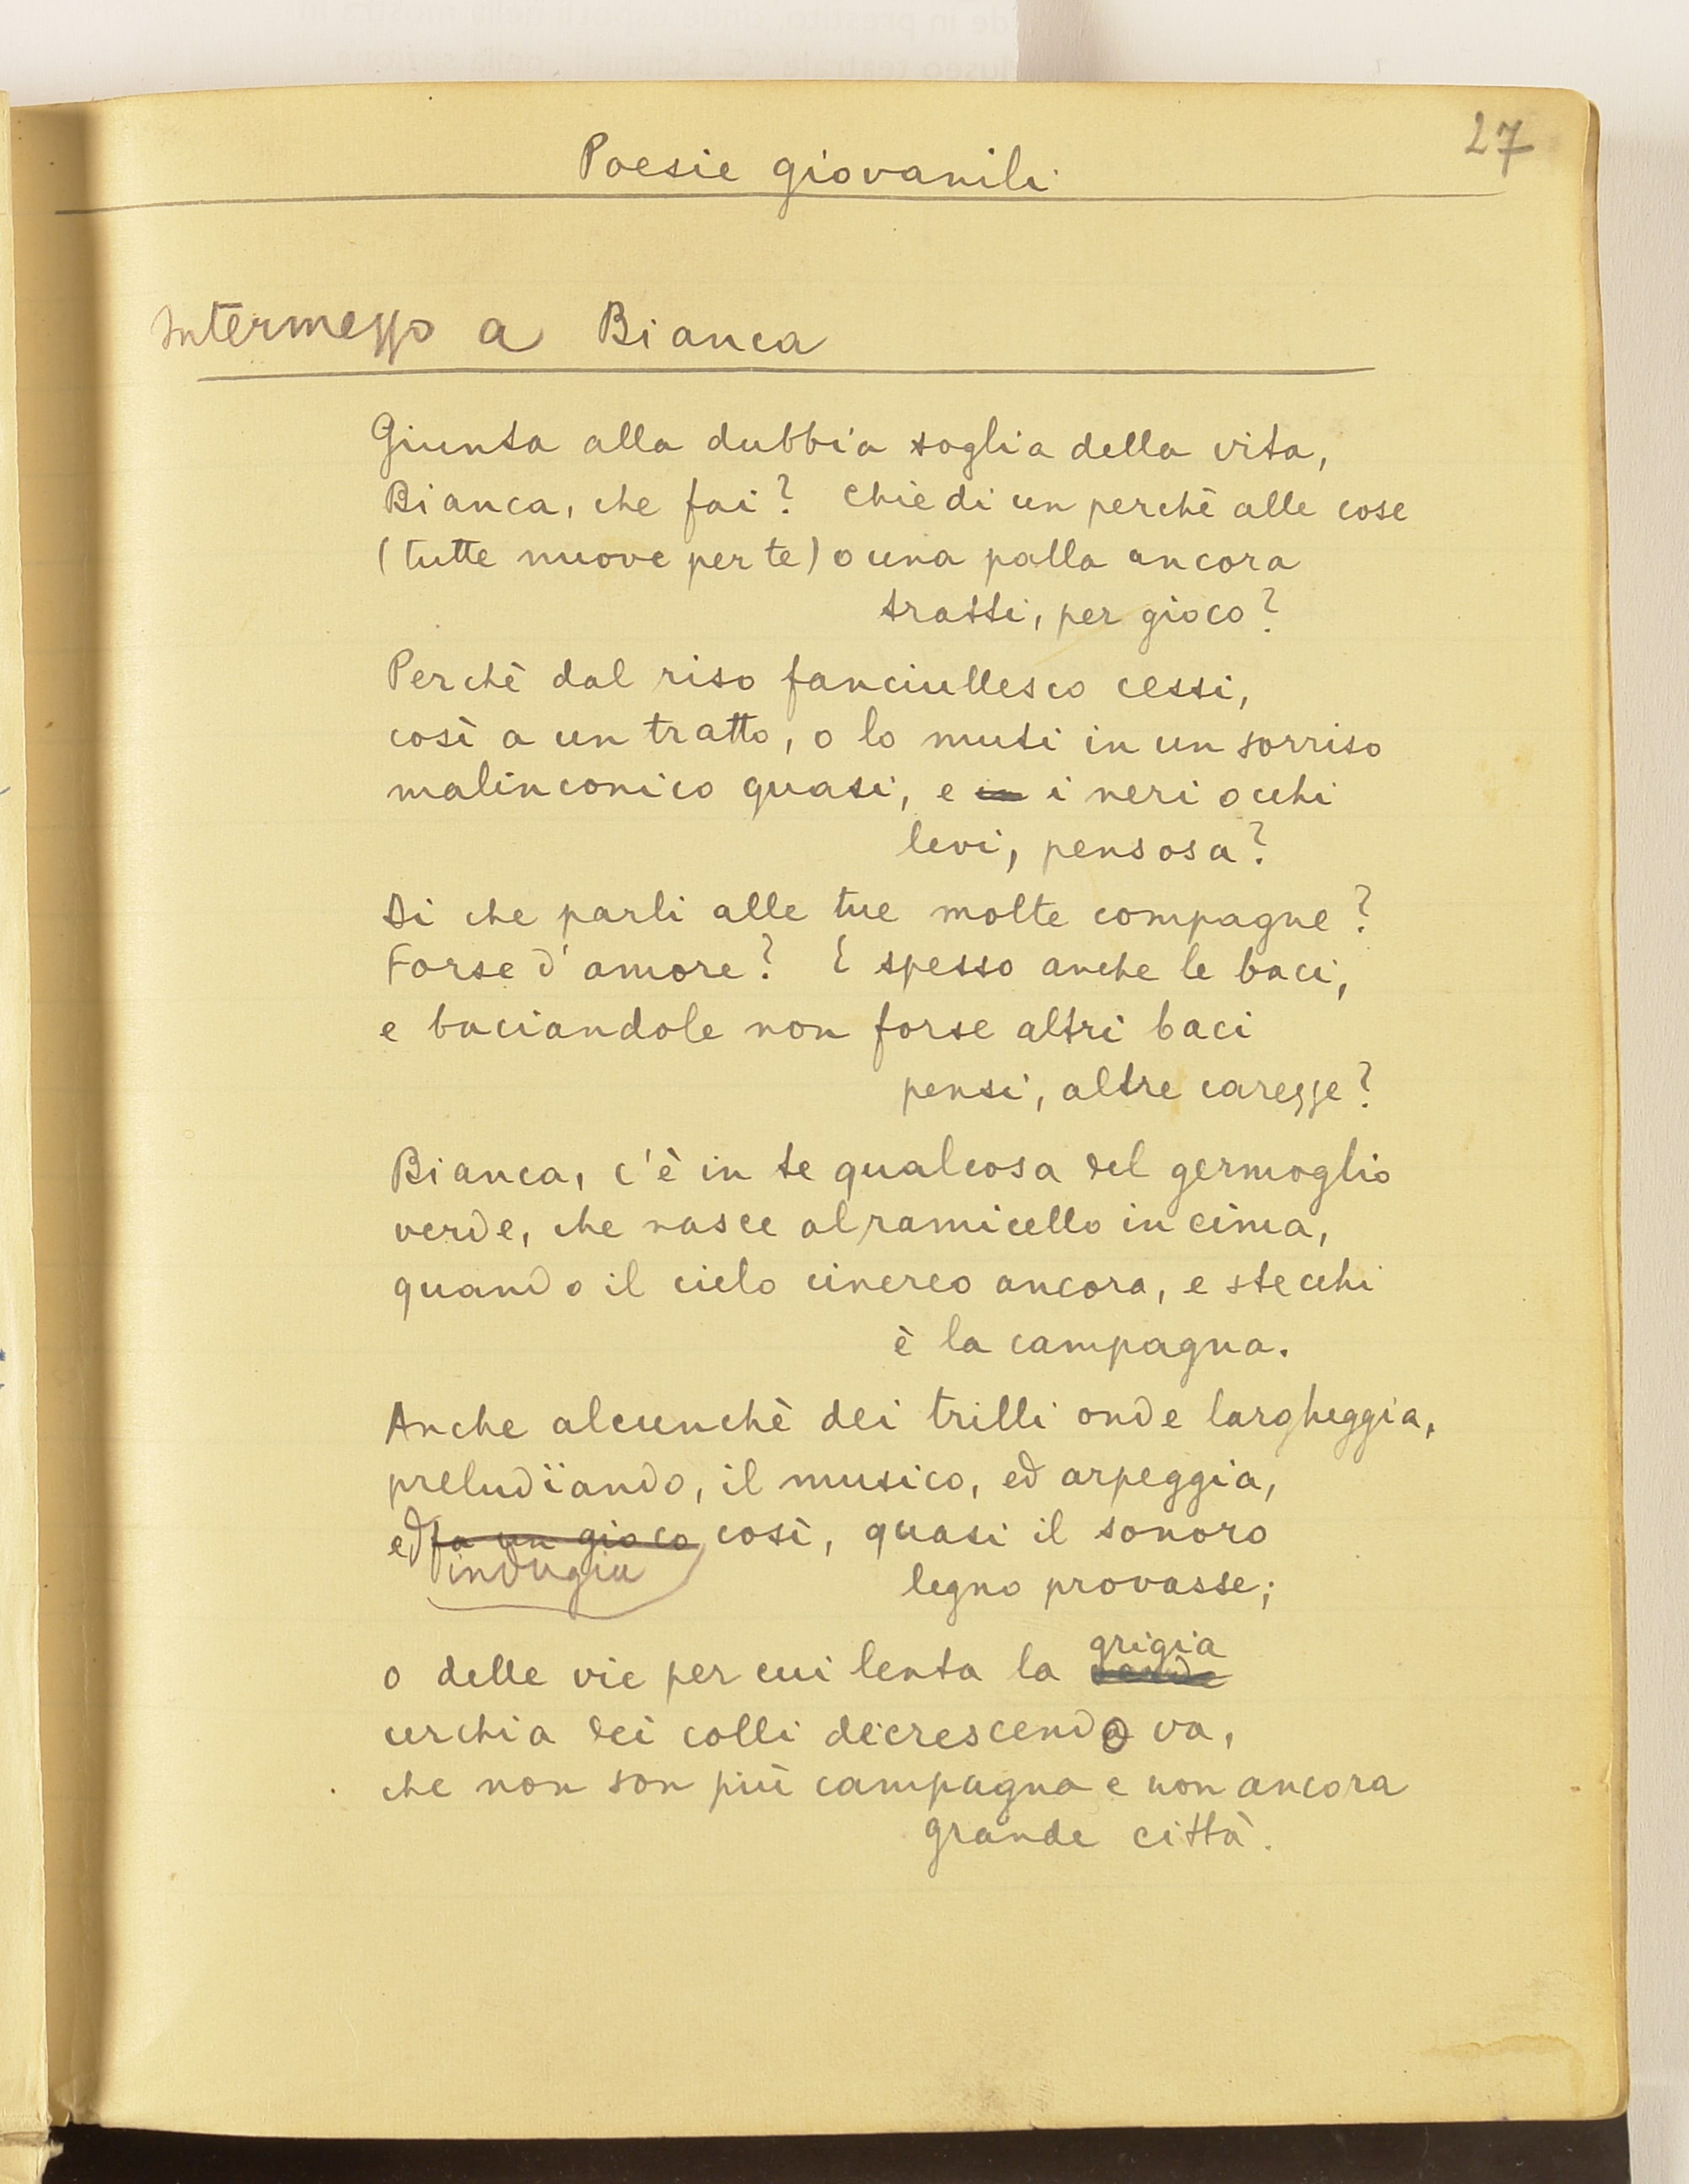 27
Poesie giovanili
Intermezzo a Bianca
Giunta alla dubbia soglia della vita,
Bianca, che fai? Chiedi un perchè alle cose
(tutte nuove per te) o una palla ancora
tratti, per gioco?
Perchè dal riso fanciullesco cessi,
così a un tratto, o lo muti in un sorriso
malinconico quasi, e in i neri occhi
levi, pensosa?
Di che parli alle tue molte compagne?
Forse d'amore? E spesso anche le baci,
e baciandole non forse altri baci
pensi, altre carezze?
Bianca, c'è in te qualcosa del germoglio
verde, che nasce al ramicello in cima,
quando il cielo cinereo ancora, e stecchi
è la campagna.
Anche alcunchè dei trilli onde largheggia,
preludïando, il musico, ed arpeggia,
ed fa un gioco così, quasi il sonoro
indugia
legno provasse;
grigia
o delle vie per cui lenta la verde
cerchia dei colli decrescendo va,
che non son più campagna e non ancora
grande città.